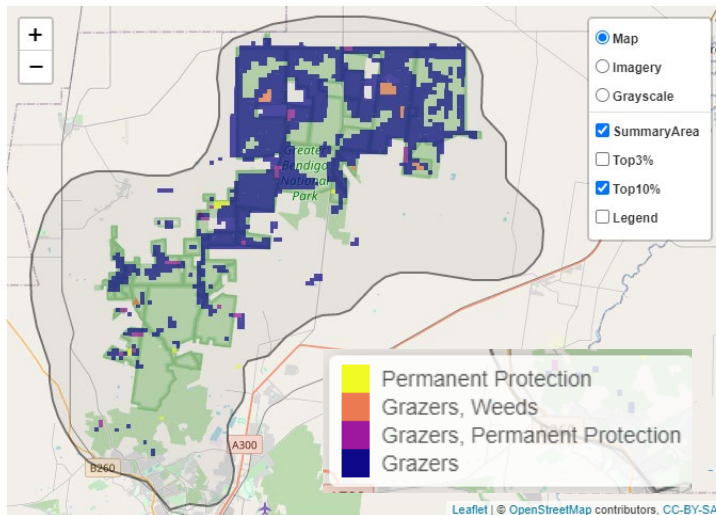 +
−
Map
Imagery
Grayscale
SummaryArea
Top3%
Top10%
Legend
Greater
Bendigo
National
Park
Permanent Protection
Grazers, Weeds
Grazers, Permanent Protection
Grazers
A300
B260
Leaflet | © OpenStreetMap contributors, CC-BY-SA